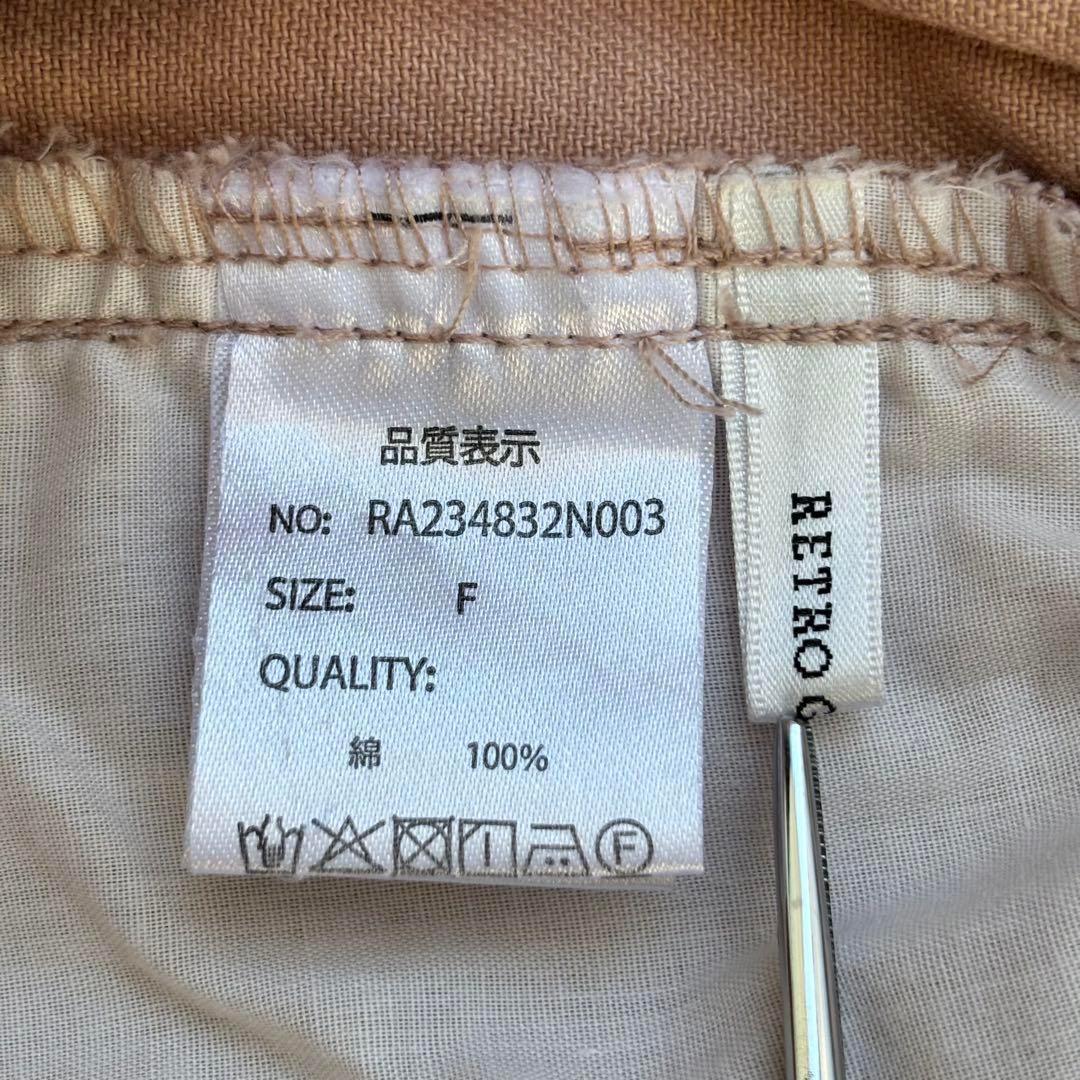 品質表示
NO: RA234832N003
SIZE: F
QUALITY:
綿 100%
F
RETRO G